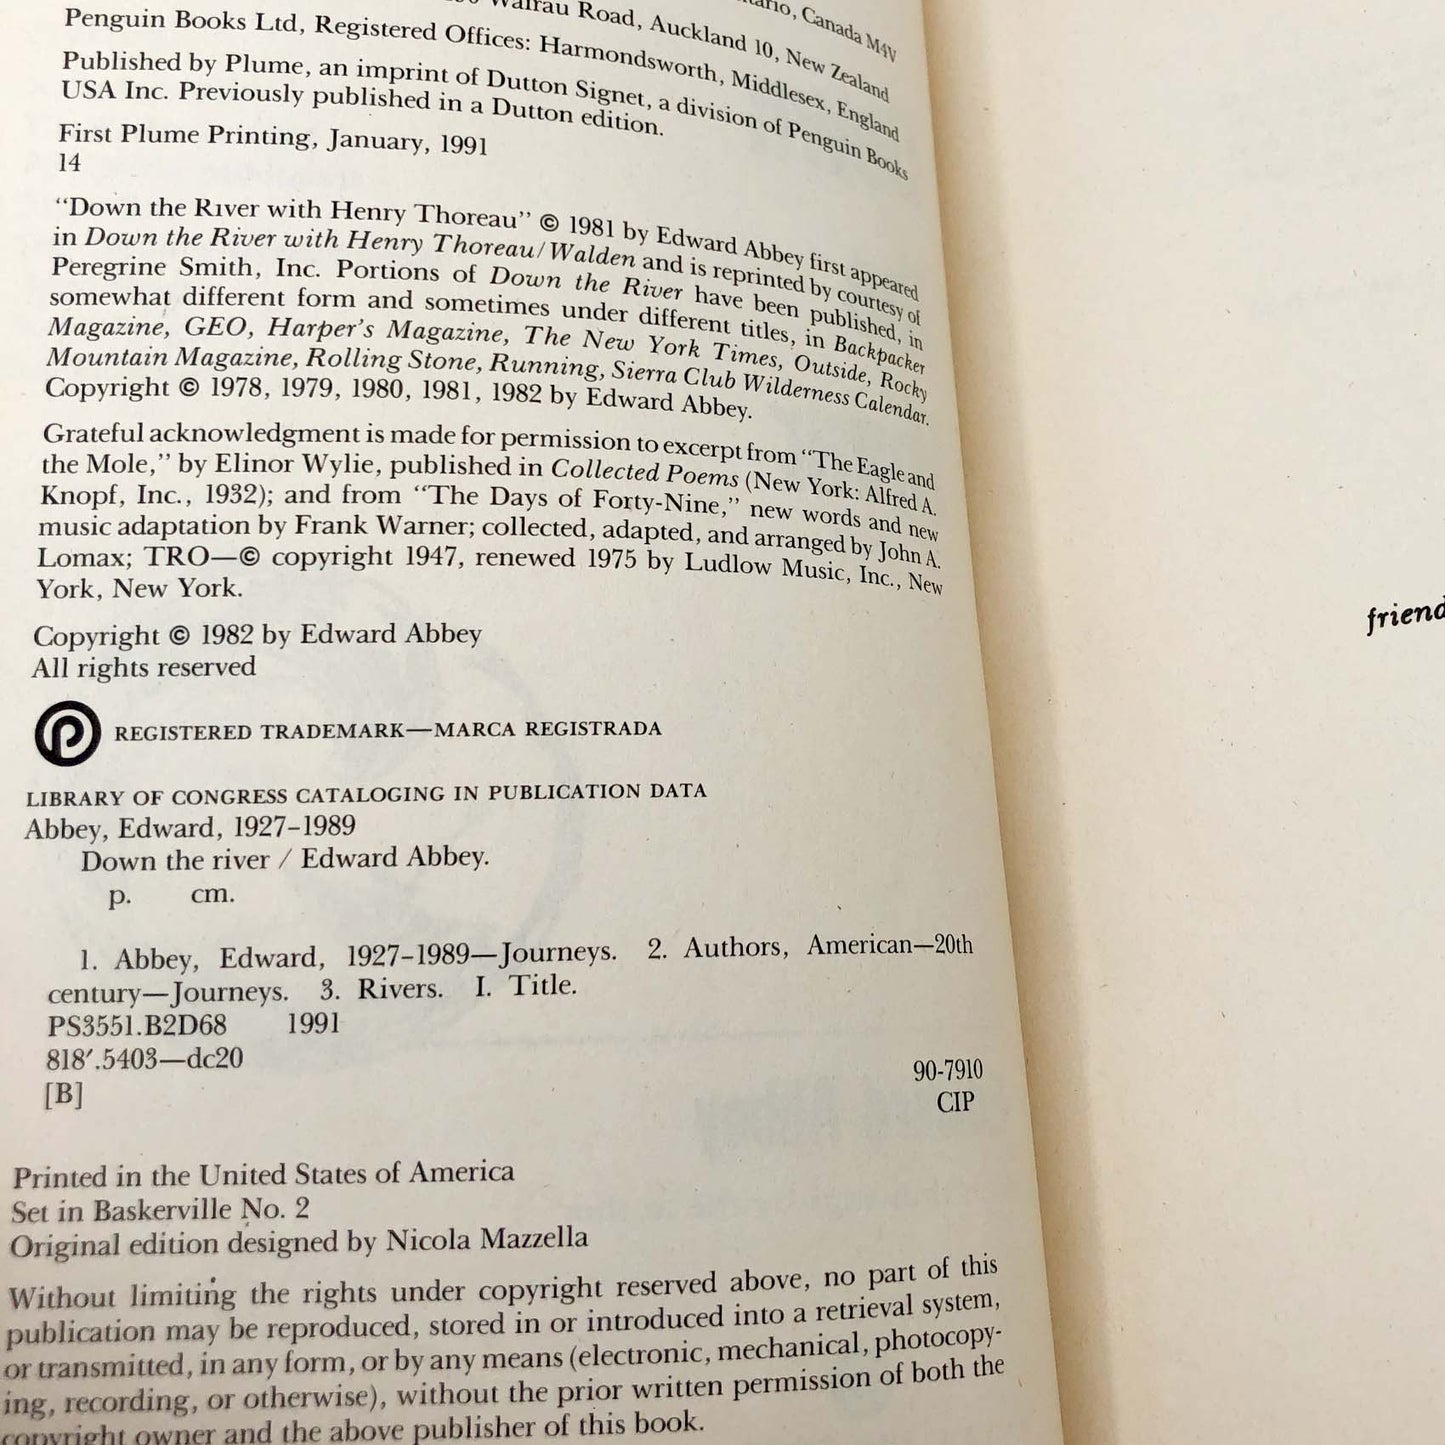 Wairau Road, Auckland 10, New Zealand
Canada M4V
Penguin Books Ltd, Registered Offices: Harmondsworth, Middlesex, England
Published by Plume, an imprint of Dutton Signet, a division of Penguin Books
USA Inc. Previously published in a Dutton edition.
First Plume Printing, January, 1991
14
"Down the River with Henry Thoreau" © 1981 by Edward Abbey first appeared
in Down the River with Henry Thoreau/Walden and is reprinted by courtesy of
Peregrine Smith, Inc. Portions of Down the River have been published, in
somewhat different form and sometimes under different titles, in Backpacker
Magazine, GEO, Harper's Magazine, The New York Times, Outside, Rocky
Mountain Magazine, Rolling Stone, Running, Sierra Club Wilderness Calendar.
Copyright © 1978, 1979, 1980, 1981, 1982 by Edward Abbey.
Grateful acknowledgment is made for permission to excerpt from "The Eagle and
the Mole," by Elinor Wylie, published in Collected Poems (New York: Alfred A.
Knopf, Inc., 1932); and from "The Days of Forty-Nine," new words and new
music adaptation by Frank Warner; collected, adapted, and arranged by John A.
Lomax; TRO—© copyright 1947, renewed 1975 by Ludlow Music, Inc., New
York, New York.
Copyright © 1982 by Edward Abbey
All rights reserved
REGISTERED TRADEMARK—MARCA REGISTRADA
LIBRARY OF CONGRESS CATALOGING IN PUBLICATION DATA
Abbey, Edward, 1927–1989
Down the river / Edward Abbey.
p. cm.
1. Abbey, Edward, 1927–1989—Journeys. 2. Authors, American—20th
century—Journeys. 3. Rivers. I. Title.
PS3551.B2D68 1991
818′.5403—dc20
[B]
90-7910
CIP
Printed in the United States of America
Set in Baskerville No. 2
Original edition designed by Nicola Mazzella
Without limiting the rights under copyright reserved above, no part of this
publication may be reproduced, stored in or introduced into a retrieval system,
or transmitted, in any form, or by any means (electronic, mechanical, photocopy-
ing, recording, or otherwise), without the prior written permission of both the
copyright owner and the above publisher of this book.
friend